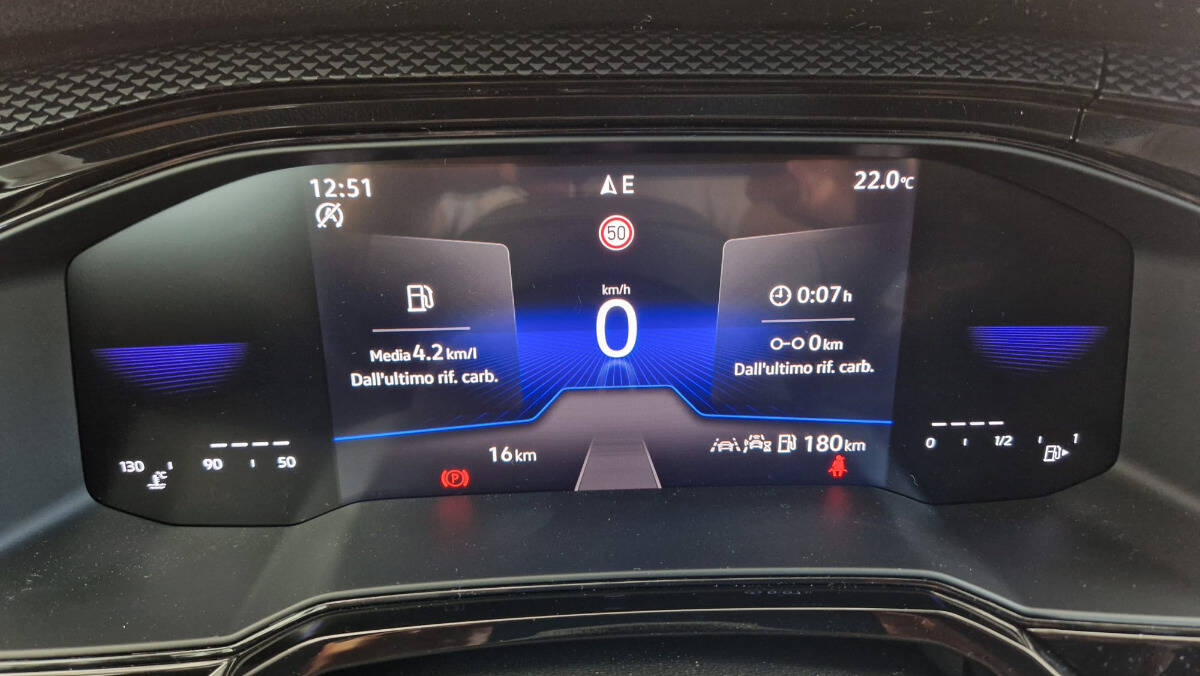 12:51
E
22.0°C
50
km/h
0
Media 4.2 km/l
Dall'ultimo rif. carb.
0:07 h
0 km
Dall'ultimo rif. carb.
130 90 50
°C
16 km
P
180 km
0 1/2 1